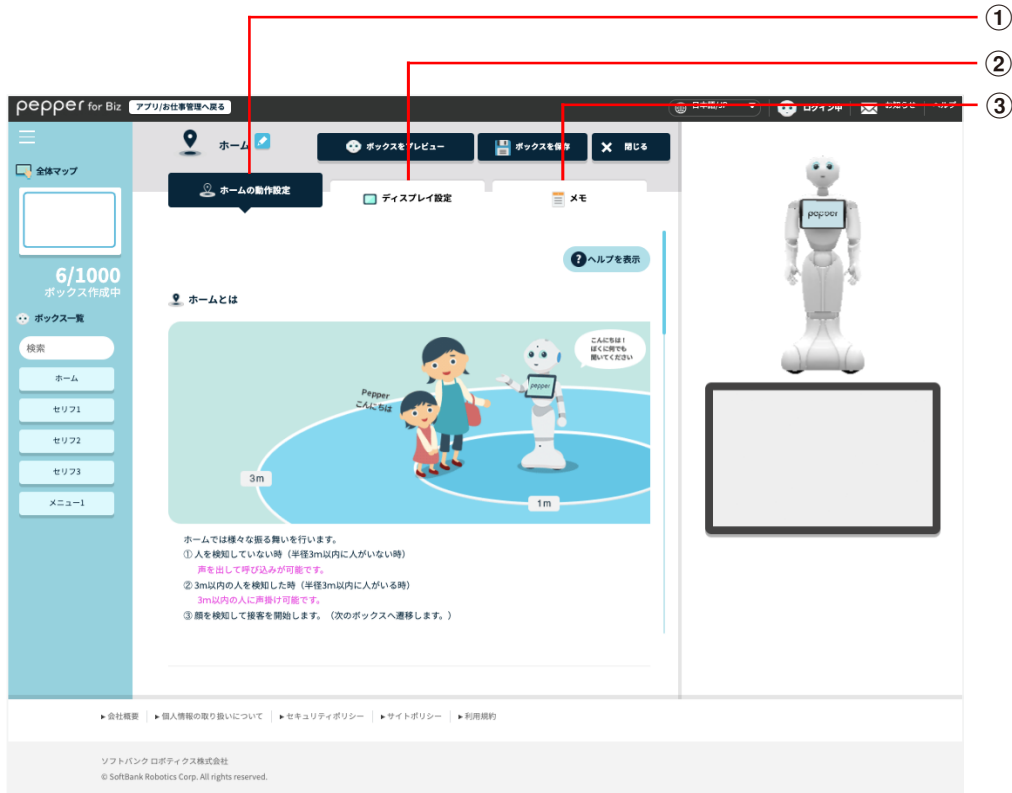 ①
②
③
pepper for Biz
アプリ/お仕事管理へ戻る
日本語/JP
ログイン中
お知らせ
ヘルプ
全体マップ
6/1000
ボックス作成中
ボックス一覧
検索
ホーム
セリフ1
セリフ2
セリフ3
メニュー1
ホーム
ボックスをプレビュー
ボックスを保存
✕ 閉じる
ホームの動作設定
ディスプレイ設定
メモ
?ヘルプを表示
ホームとは
こんにちは!
ぼくに何でも
聞いてください
Pepper
こんにちは
pepper
3m
1m
ホームでは様々な振る舞いを行います。
① 人を検知していない時(半径3m以内に人がいない時)
声を出して呼び込みが可能です。
② 3m以内の人を検知した時(半径3m以内に人がいる時)
3m以内の人に声掛け可能です。
③ 顔を検知して接客を開始します。(次のボックスへ遷移します。)
pepper
▶会社概要
▶個人情報の取り扱いについて
▶セキュリティポリシー
▶サイトポリシー
▶利用規約
ソフトバンク ロボティクス株式会社
© SoftBank Robotics Corp. All rights reserved.